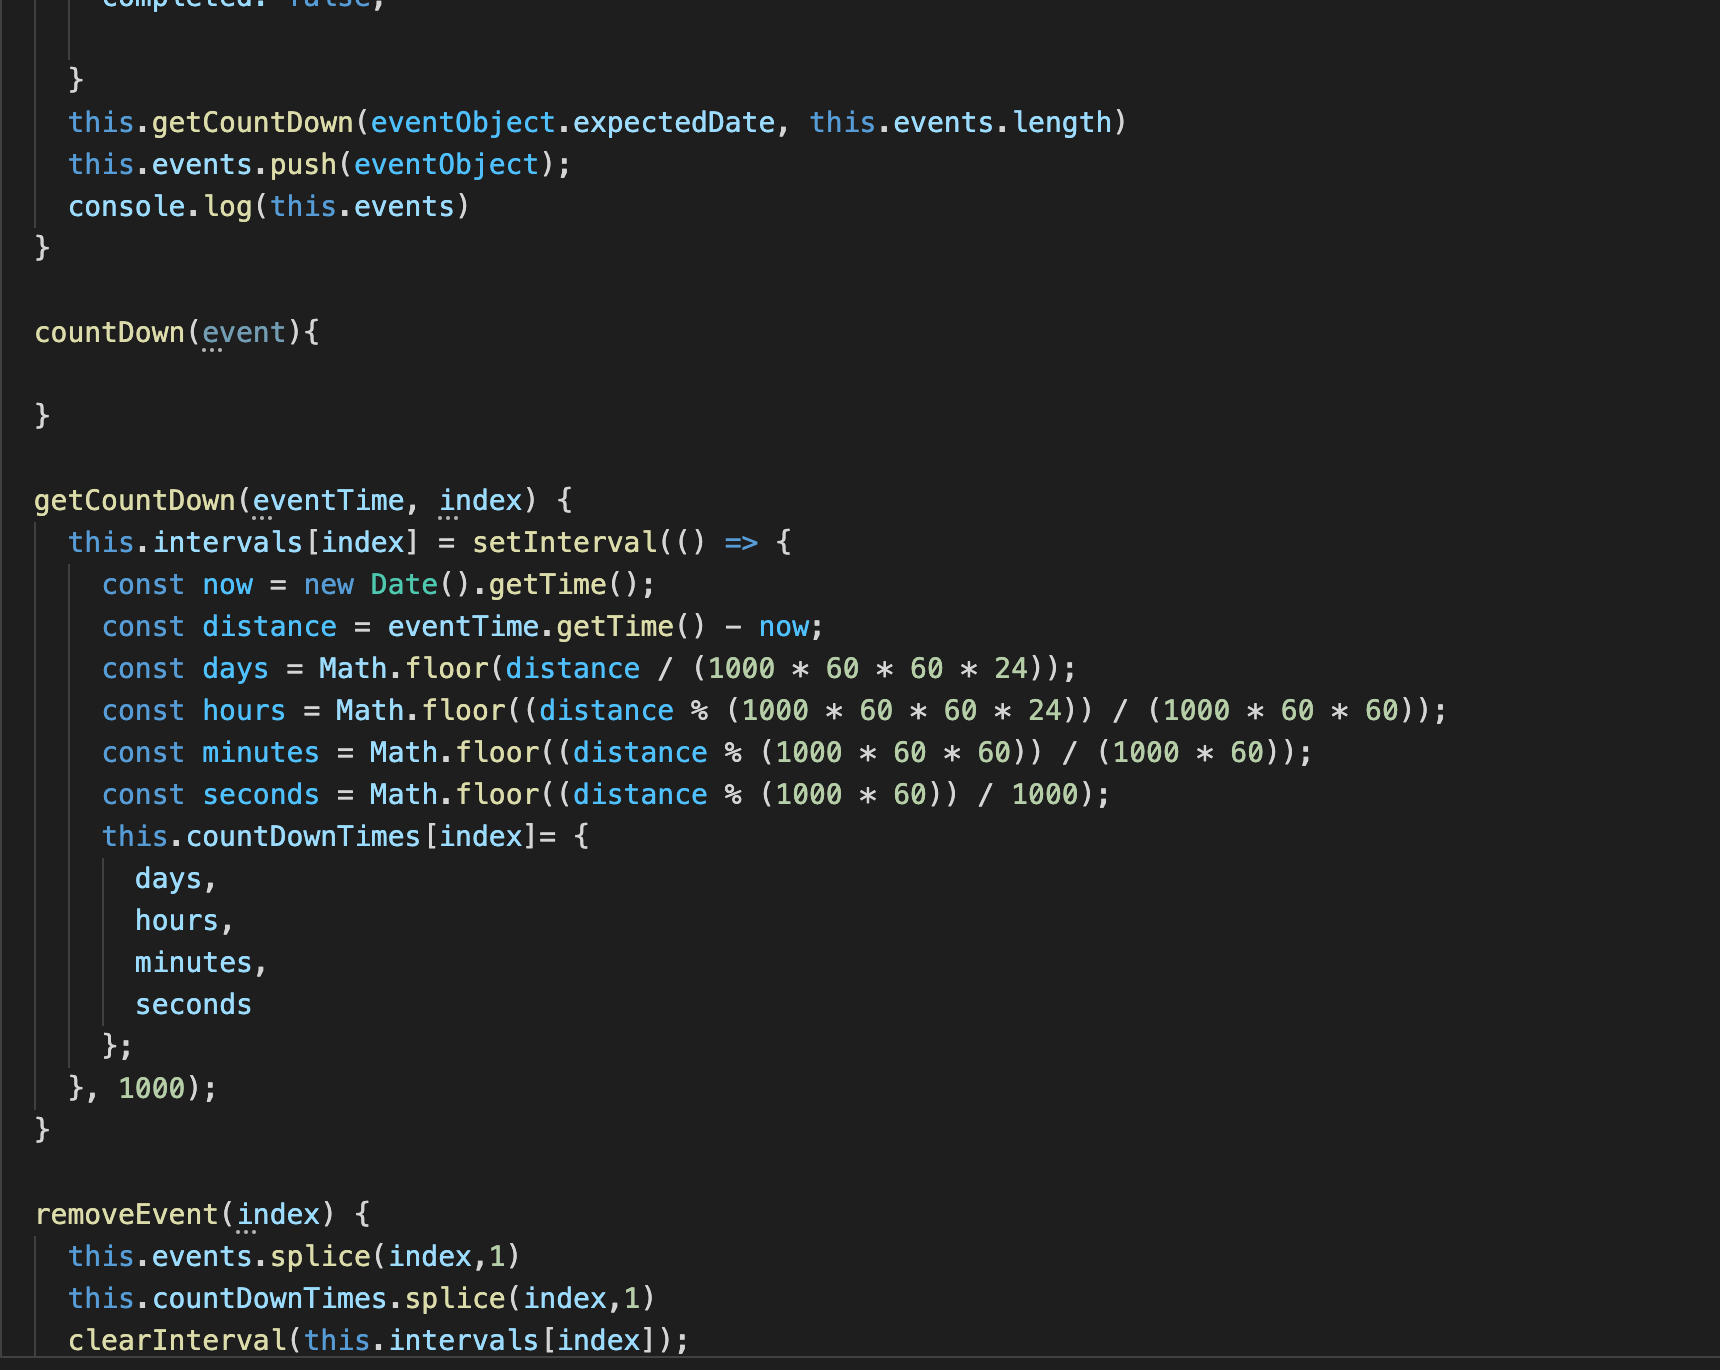 completed: false,
}
this.getCountDown(eventObject.expectedDate, this.events.length)
this.events.push(eventObject);
console.log(this.events)
}
countDown(event){
}
getCountDown(eventTime, index) {
this.intervals[index] = setInterval(() => {
const now = new Date().getTime();
const distance = eventTime.getTime() - now;
const days = Math.floor(distance / (1000 * 60 * 60 * 24));
const hours = Math.floor((distance % (1000 * 60 * 60 * 24)) / (1000 * 60 * 60));
const minutes = Math.floor((distance % (1000 * 60 * 60)) / (1000 * 60));
const seconds = Math.floor((distance % (1000 * 60)) / 1000);
this.countDownTimes[index]= {
days,
hours,
minutes,
seconds
};
}, 1000);
}
removeEvent(index) {
this.events.splice(index,1)
this.countDownTimes.splice(index,1)
clearInterval(this.intervals[index]);